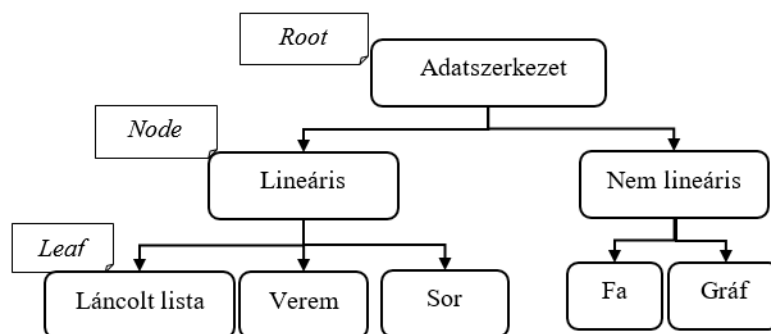 Root
Adatszerkezet
Node
Lineáris
Nem lineáris
Leaf
Láncolt lista
Verem
Sor
Fa
Gráf